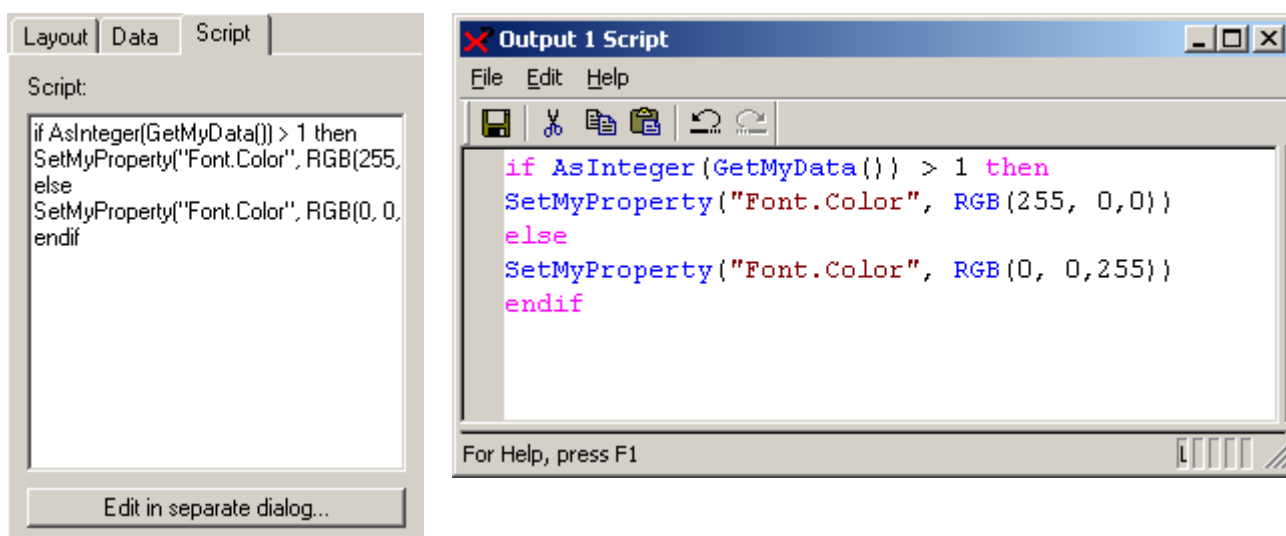 Layout Data Script
Script:
if AsInteger(GetMyData()) > 1 then
SetMyProperty("Font.Color", RGB(255,
else
SetMyProperty("Font.Color", RGB(0, 0,
endif
Edit in separate dialog...
Output 1 Script
File Edit Help
if AsInteger(GetMyData()) > 1 then
SetMyProperty("Font.Color", RGB(255, 0,0))
else
SetMyProperty("Font.Color", RGB(0, 0,255))
endif
For Help, press F1
L